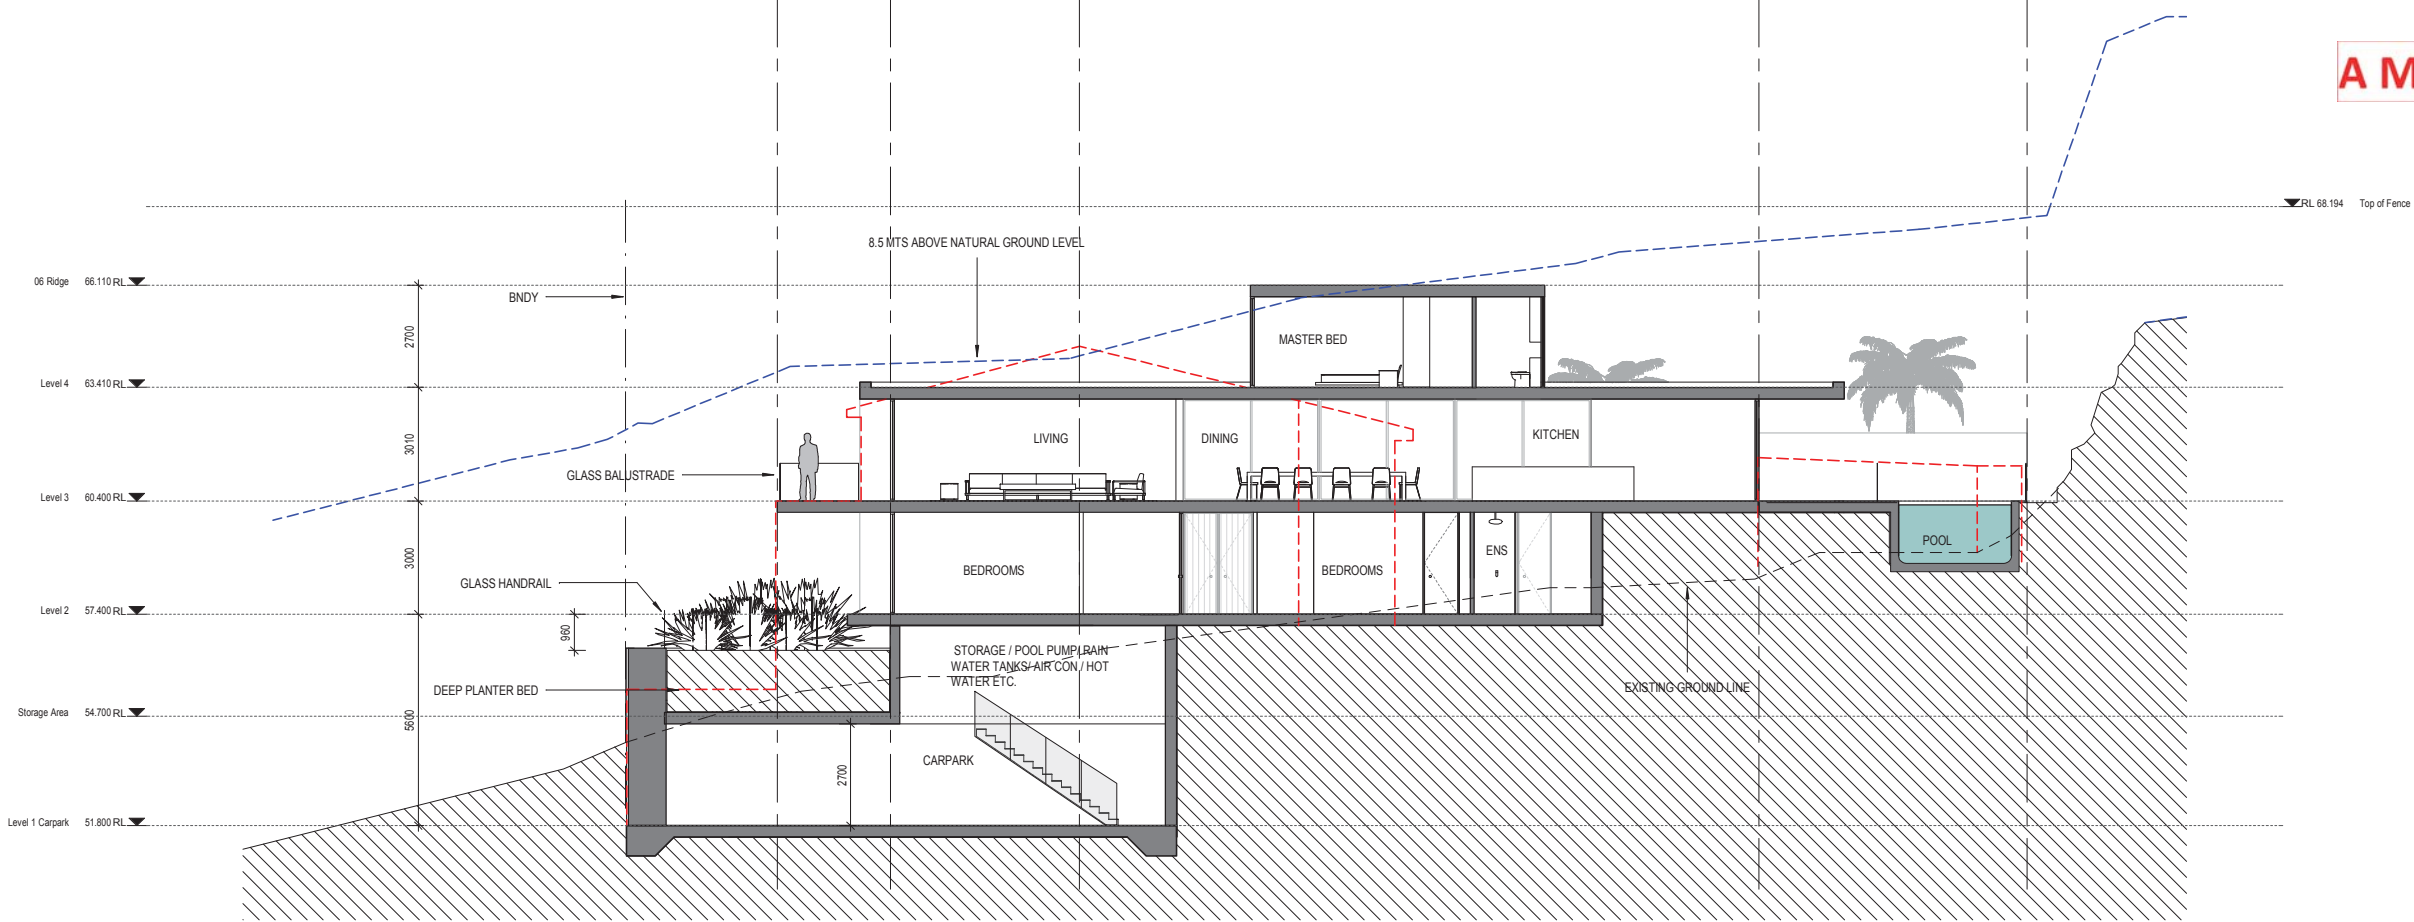 A M
RL 68.194 Top of Fence
8.5 MTS ABOVE NATURAL GROUND LEVEL
06 Ridge 66.110 RL
BNDY
2700
MASTER BED
Level 4 63.410 RL
3010
LIVING
DINING
KITCHEN
GLASS BALUSTRADE
Level 3 60.400 RL
3000
POOL
ENS
BEDROOMS
BEDROOMS
GLASS HANDRAIL
Level 2 57.400 RL
960
STORAGE / POOL PUMP/ RAIN
WATER TANKS/ AIR CON / HOT
WATER ETC.
DEEP PLANTER BED
EXISTING GROUND LINE
Storage Area 54.700 RL
5600
2700
CARPARK
Level 1 Carpark 51.800 RL